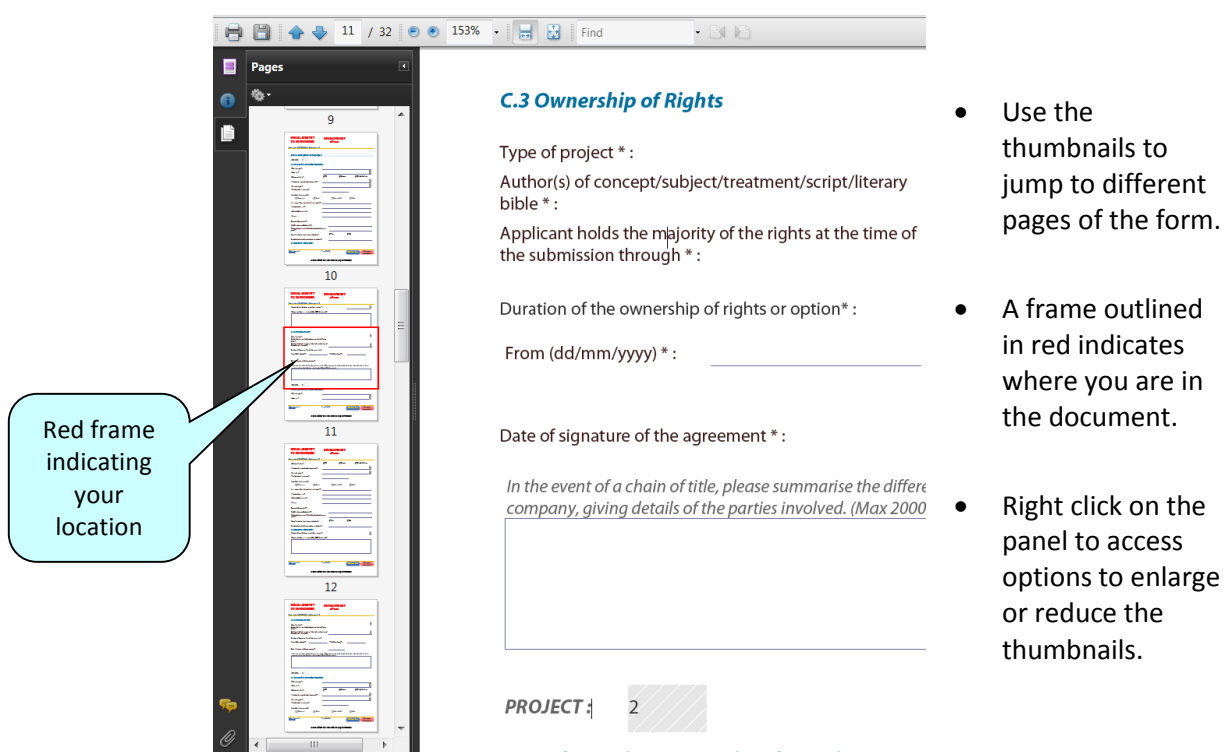 11 / 32 153% Find
Pages
9
10
11
12
C.3 Ownership of Rights
Type of project * :
Author(s) of concept/subject/treatment/script/literary
bible * :
Applicant holds the majority of the rights at the time of
the submission through * :
Duration of the ownership of rights or option* :
From (dd/mm/yyyy) * :
Date of signature of the agreement * :
In the event of a chain of title, please summarise the differe
company, giving details of the parties involved. (Max 2000
PROJECT : 2
Red frame
indicating
your
location
● Use the
thumbnails to
jump to different
pages of the form.
● A frame outlined
in red indicates
where you are in
the document.
● Right click on the
panel to access
options to enlarge
or reduce the
thumbnails.